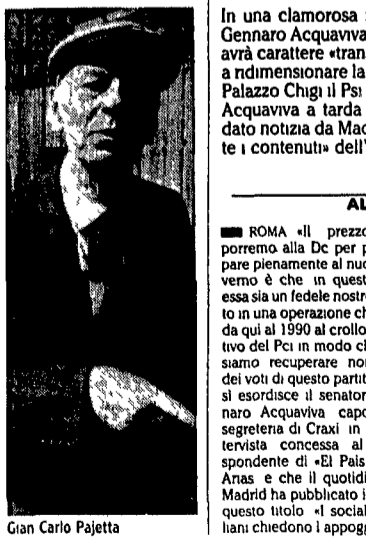 In una clamorosa
Gennaro Acquaviva
avrà carattere «tran
a ridimensionare la
Palazzo Chigi il Psi
Acquaviva a tarda
dato notizia da Mad
te i contenuti» dell'
AL
ROMA «Il prezzo
porremo alla Dc per p
pare pienamente al nuo
verno è che in quest
essa sia un fedele nostro
to in una operazione ch
da qui al 1990 al crollo
tivo del Pci in modo ch
siamo recuperare no
dei voti di questo partit
si esordisce il senator
naro Acquaviva capo
segreteria di Craxi in
tervista concessa al
spondente di «El Pais
Arias e che il quotidi
Madrid ha pubblicato i
questo titolo «I social
liani chiedono l appogg
Gian Carlo Pajetta